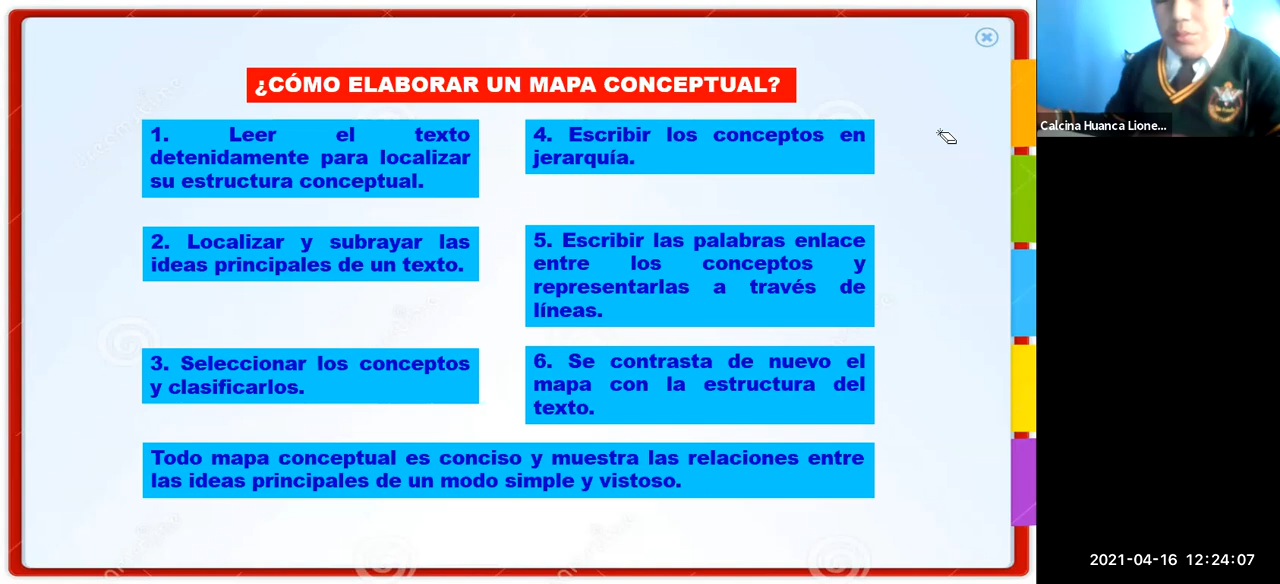 ¿CÓMO ELABORAR UN MAPA CONCEPTUAL?
1. Leer el texto
detenidamente para localizar
su estructura conceptual.
2. Localizar y subrayar las
ideas principales de un texto.
3. Seleccionar los conceptos
y clasificarlos.
4. Escribir los conceptos en
jerarquía.
5. Escribir las palabras enlace
entre los conceptos y
representarlas a través de
líneas.
6. Se contrasta de nuevo el
mapa con la estructura del
texto.
Todo mapa conceptual es conciso y muestra las relaciones entre
las ideas principales de un modo simple y vistoso.
Calcina Huanca Lione...
2021-04-16 12:24:07